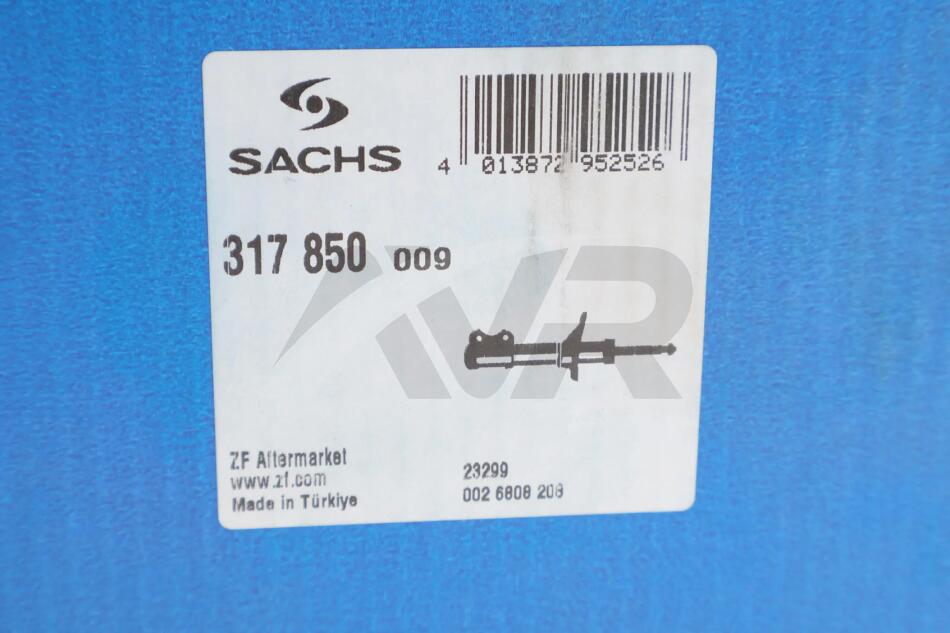 SACHS
4 013872 952526
317 850 009
VR
ZF Aftermarket
www.zf.com
Made in Türkiye
23299
002 6808 208